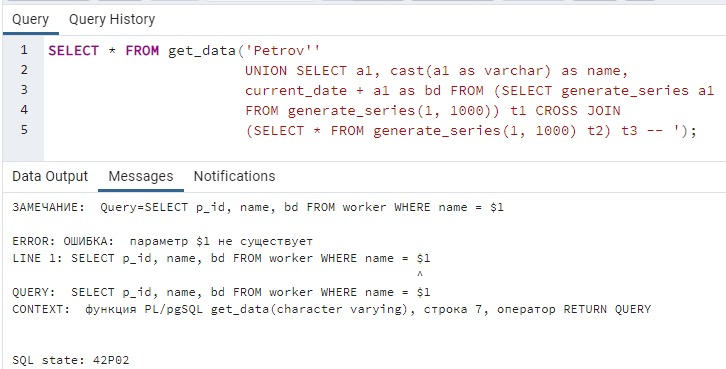 Query Query History
1 SELECT * FROM get_data('Petrov''
2 UNION SELECT a1, cast(a1 as varchar) as name,
3 current_date + a1 as bd FROM (SELECT generate_series a1
4 FROM generate_series(1, 1000)) t1 CROSS JOIN
5 (SELECT * FROM generate_series(1, 1000) t2) t3 -- ');
Data Output Messages Notifications
ЗАМЕЧАНИЕ: Query=SELECT p_id, name, bd FROM worker WHERE name = $1
ERROR: ОШИБКА: параметр $1 не существует
LINE 1: SELECT p_id, name, bd FROM worker WHERE name = $1
^
QUERY: SELECT p_id, name, bd FROM worker WHERE name = $1
CONTEXT: функция PL/pgSQL get_data(character varying), строка 7, оператор RETURN QUERY
SQL state: 42P02